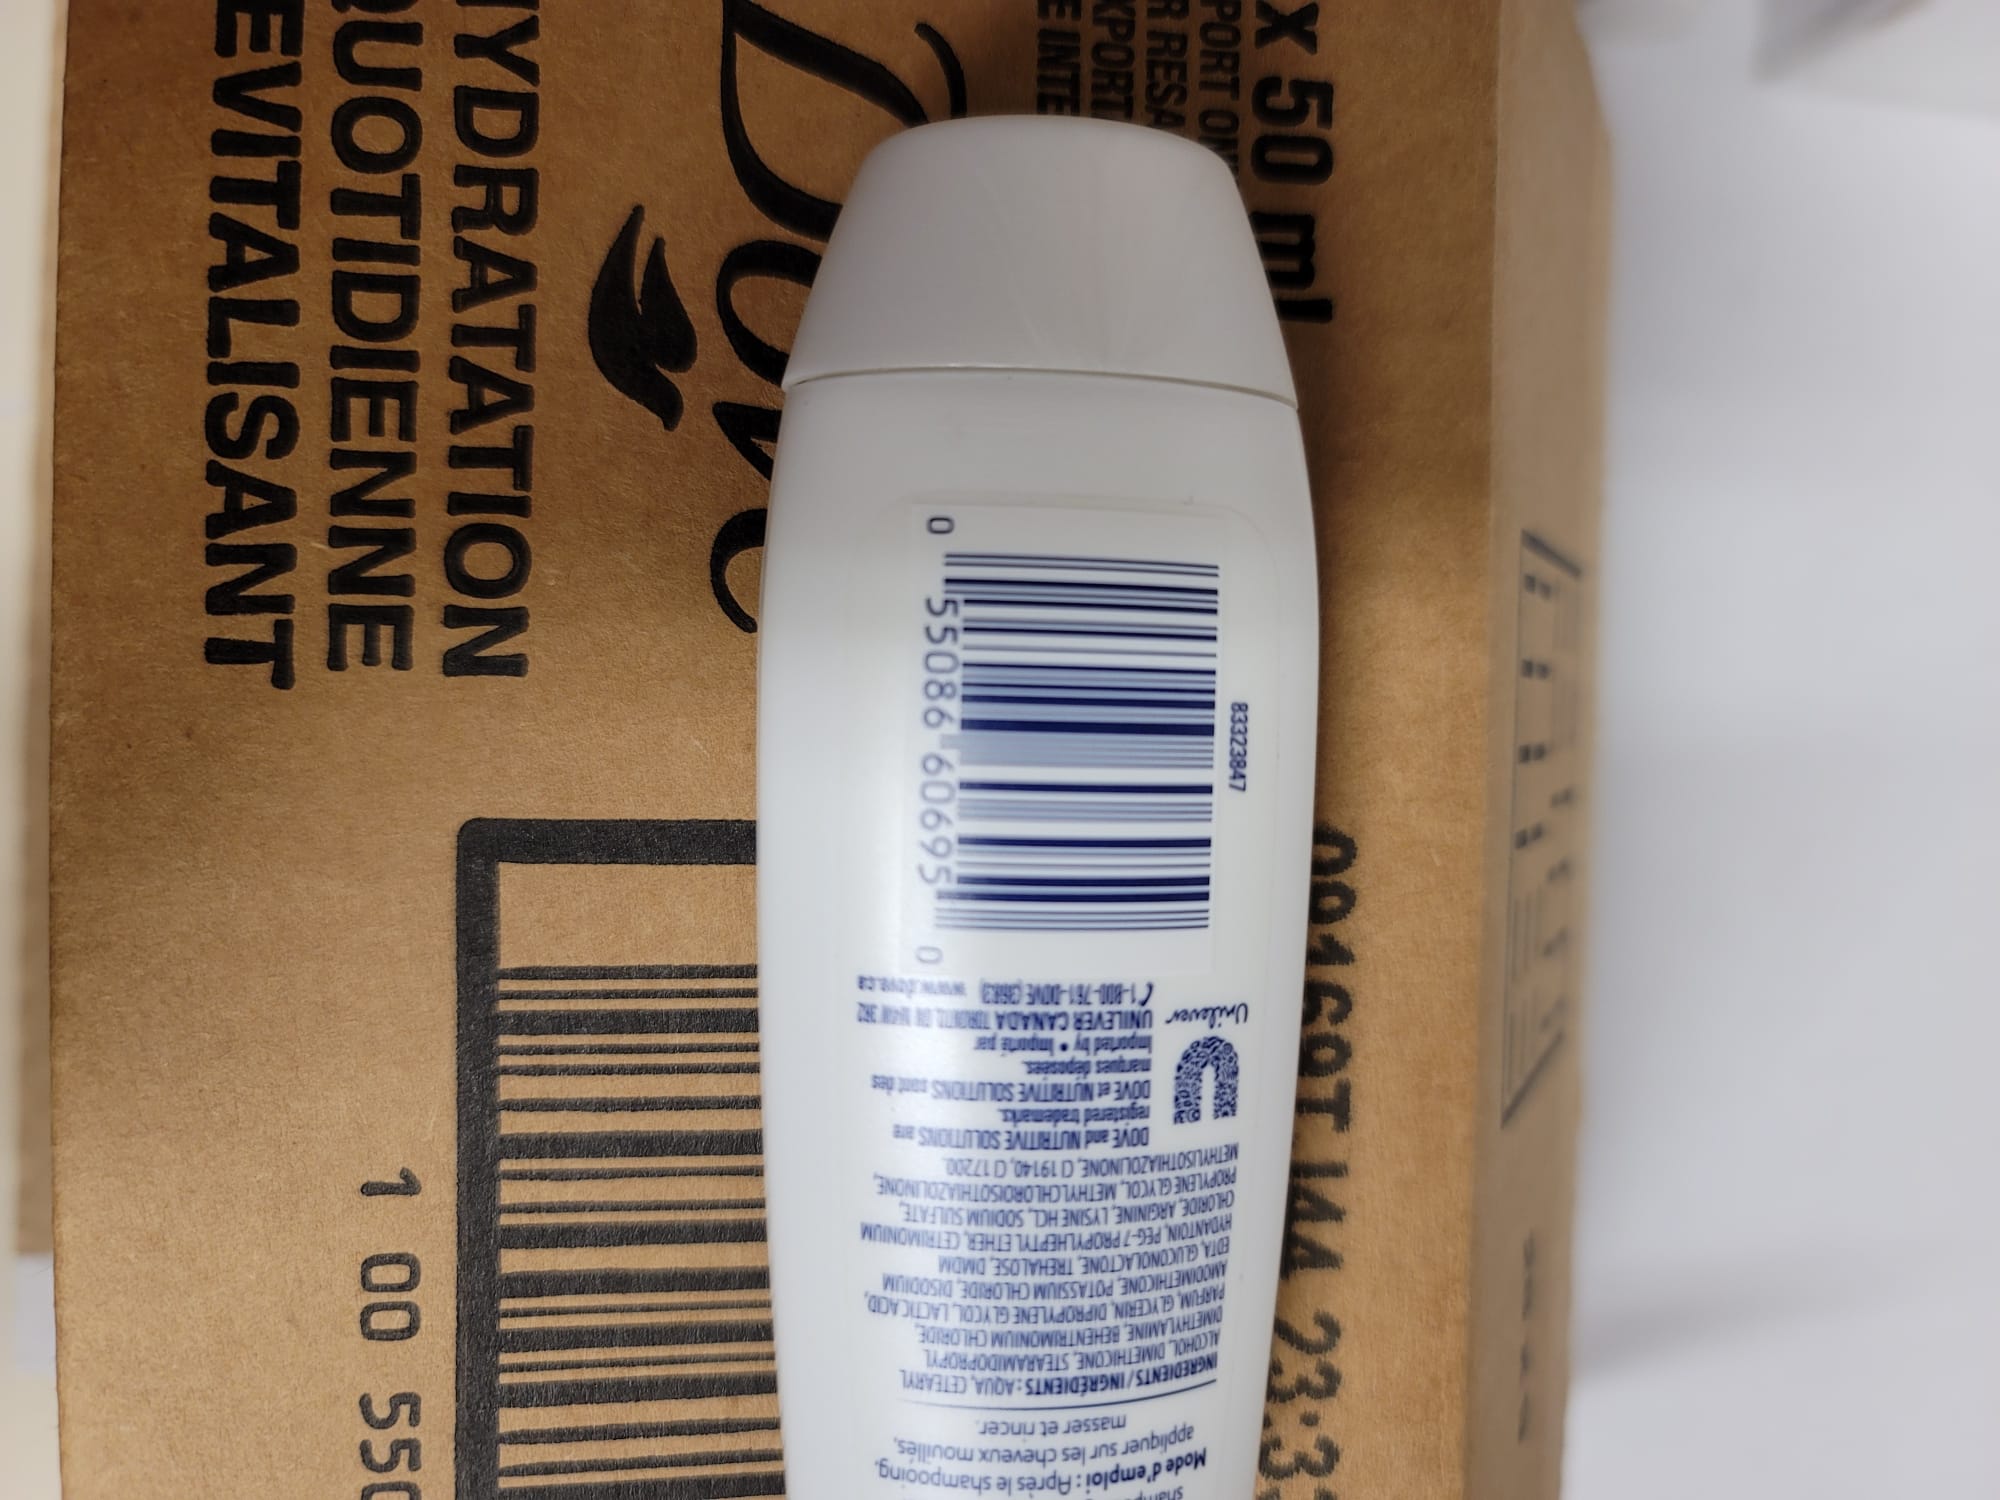 HYDRATATION
QUOTIDIENNE
REVITALISANT
Dove
X 50 ml
1 00 550
0 55086 60695 0
83323847
Mode d'emploi : Après le shampooing,
appliquer sur les cheveux mouillés,
masser et rincer.
INGREDIENTS/INGRÉDIENTS : AQUA, CETEARYL
ALCOHOL, DIMETHICONE, STEARAMIDOPROPYL
DIMETHYLAMINE, BEHENTRIMONIUM CHLORIDE,
PARFUM, GLYCERIN, DIPROPYLENE GLYCOL, LACTIC ACID,
AMODIMETHICONE, POTASSIUM CHLORIDE, DISODIUM
EDTA, GLUCONOLACTONE, TREHALOSE, DMDM
HYDANTOIN, PEG-7 PROPYLHEPTYL ETHER, CETRIMONIUM
CHLORIDE, ARGININE, LYSINE HCL, SODIUM SULFATE,
PROPYLENE GLYCOL, METHYLCHLOROISOTHIAZOLINONE,
METHYLISOTHIAZOLINONE, CI 19140, CI 17200.
DOVE and NUTRITIVE SOLUTIONS are
registered trademarks.
DOVE et NUTRITIVE SOLUTIONS sont des
marques déposées.
Imported by • Importé par
UNILEVER CANADA TORONTO, ON M4W 3R2
1-800-761-DOVE (3683) www.dove.ca
Unilever